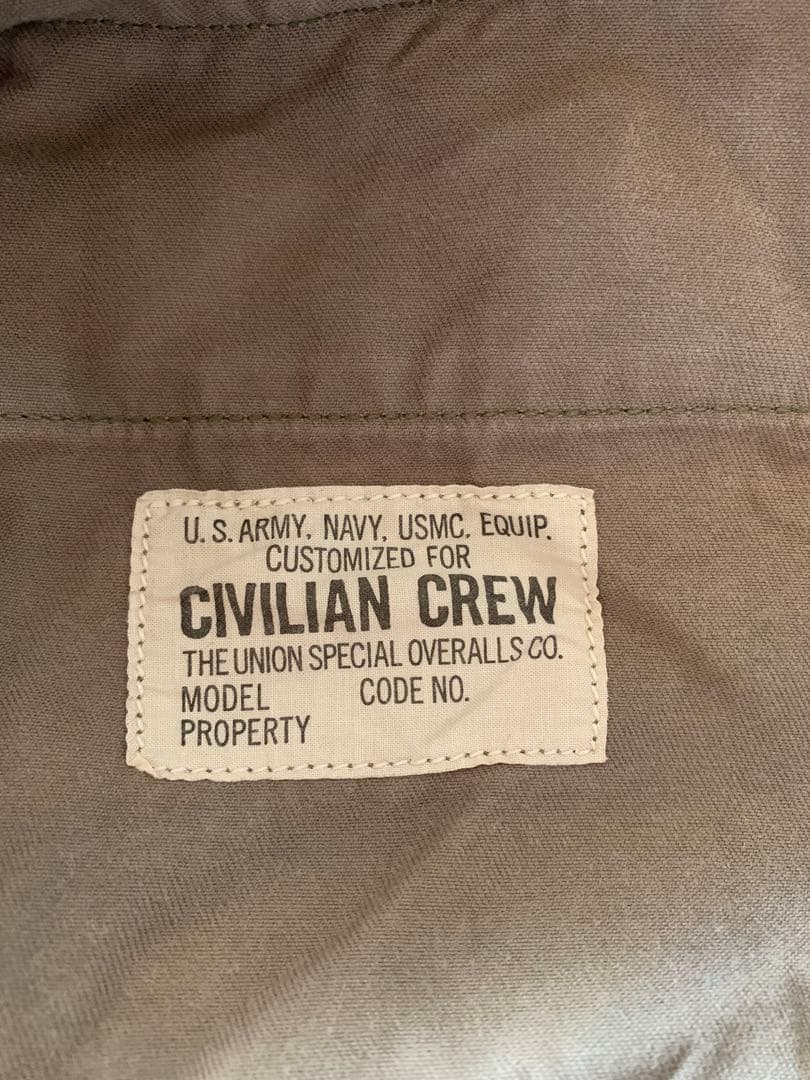 U.S. ARMY, NAVY, USMC. EQUIP.
CUSTOMIZED FOR
CIVILIAN CREW
THE UNION SPECIAL OVERALLS CO.
MODEL CODE NO.
PROPERTY